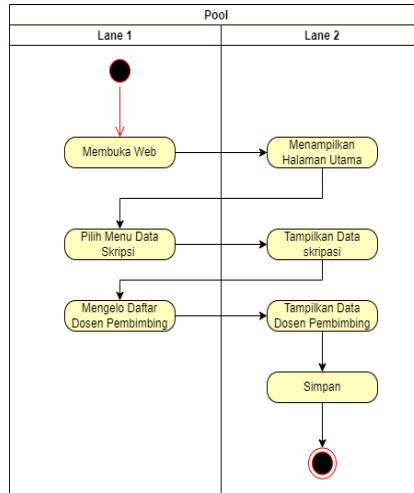 Pool
Lane 1
Lane 2
Membuka Web
Menampilkan
Halaman Utama
Pilih Menu Data
Skripsi
Tampilkan Data
skripasi
Mengelo Daftar
Dosen Pembimbing
Tampilkan Data
Dosen Pembimbing
Simpan